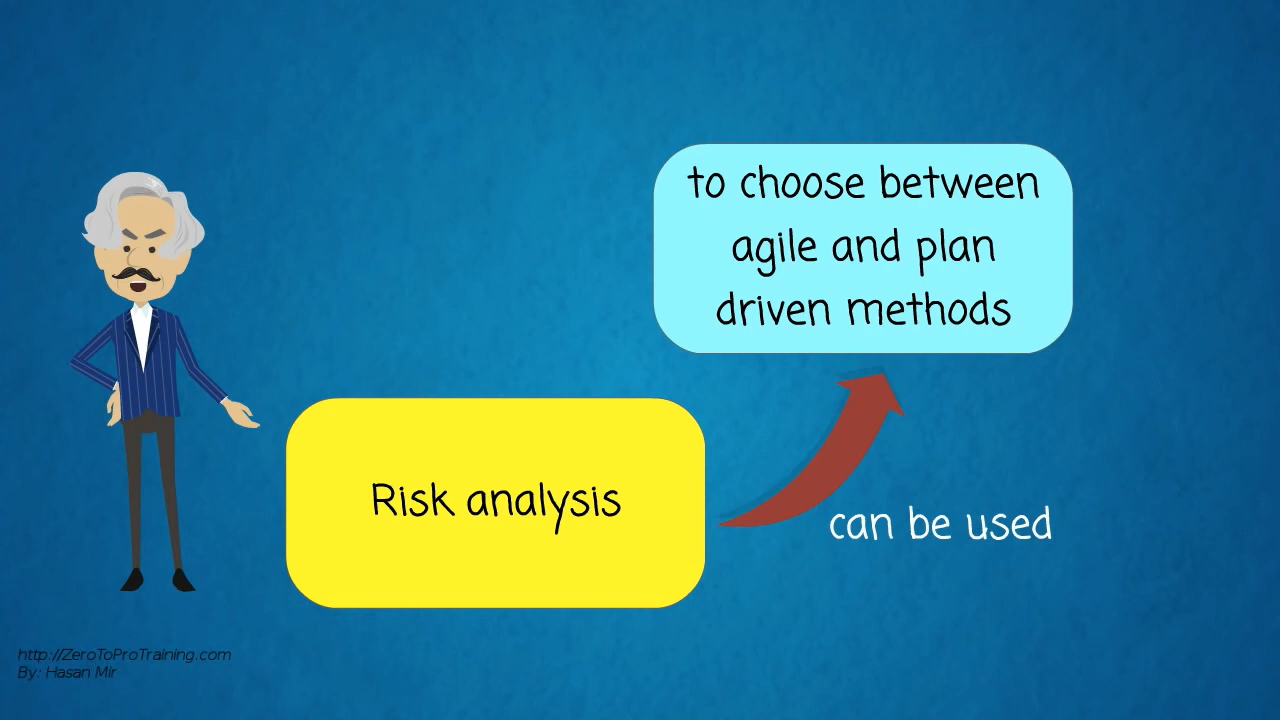 Risk analysis
can be used
to choose between
agile and plan
driven methods
http://ZeroToProTraining.com
By: Hasan Mir